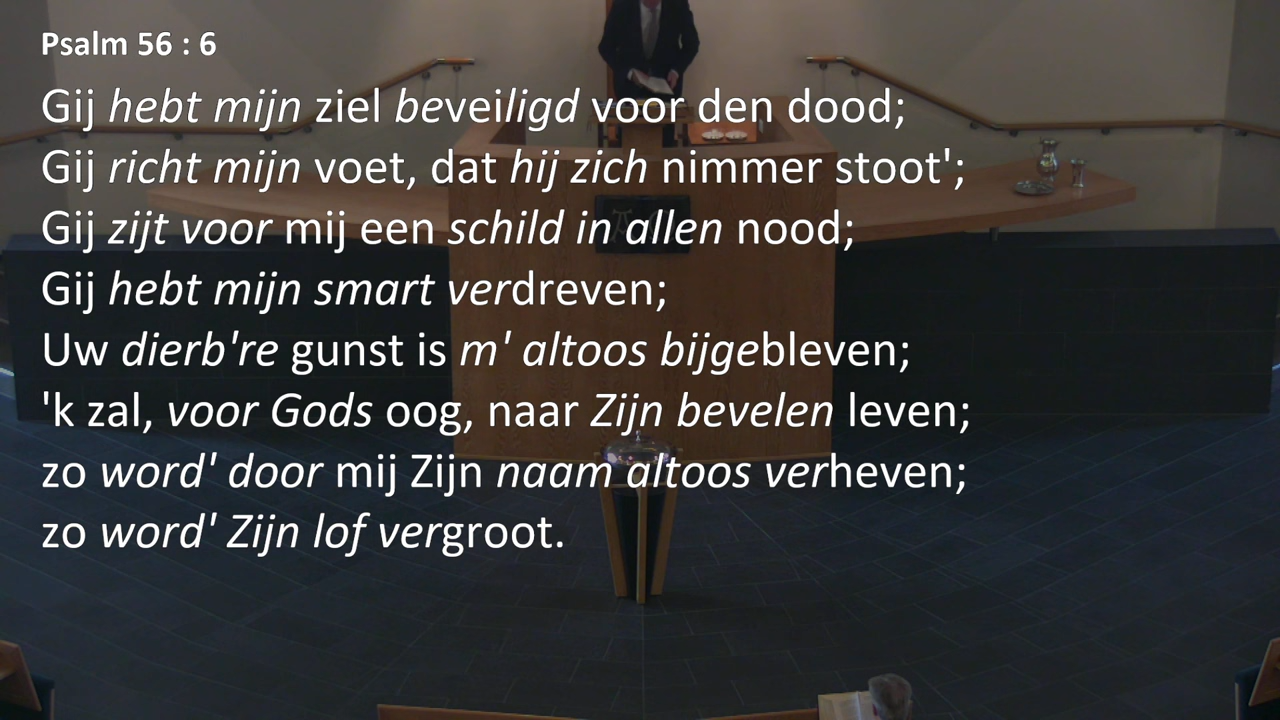 Psalm 56 : 6
Gij hebt mijn ziel beveiligd voor den dood;
Gij richt mijn voet, dat hij zich nimmer stoot';
Gij zijt voor mij een schild in allen nood;
Gij hebt mijn smart verdreven;
Uw dierb're gunst is m' altoos bijgebleven;
'k zal, voor Gods oog, naar Zijn bevelen leven;
zo word' door mij Zijn naam altoos verheven;
zo word' Zijn lof vergroot.